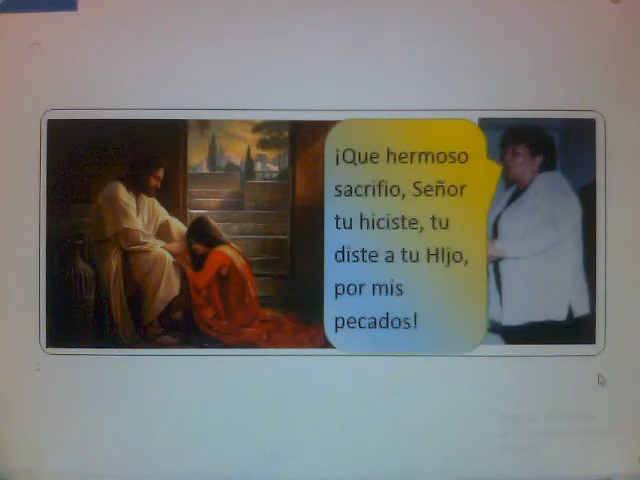 ¡Que hermoso
sacrifio, Señor
tu hiciste, tu
diste a tu HIjo,
por mis
pecados!